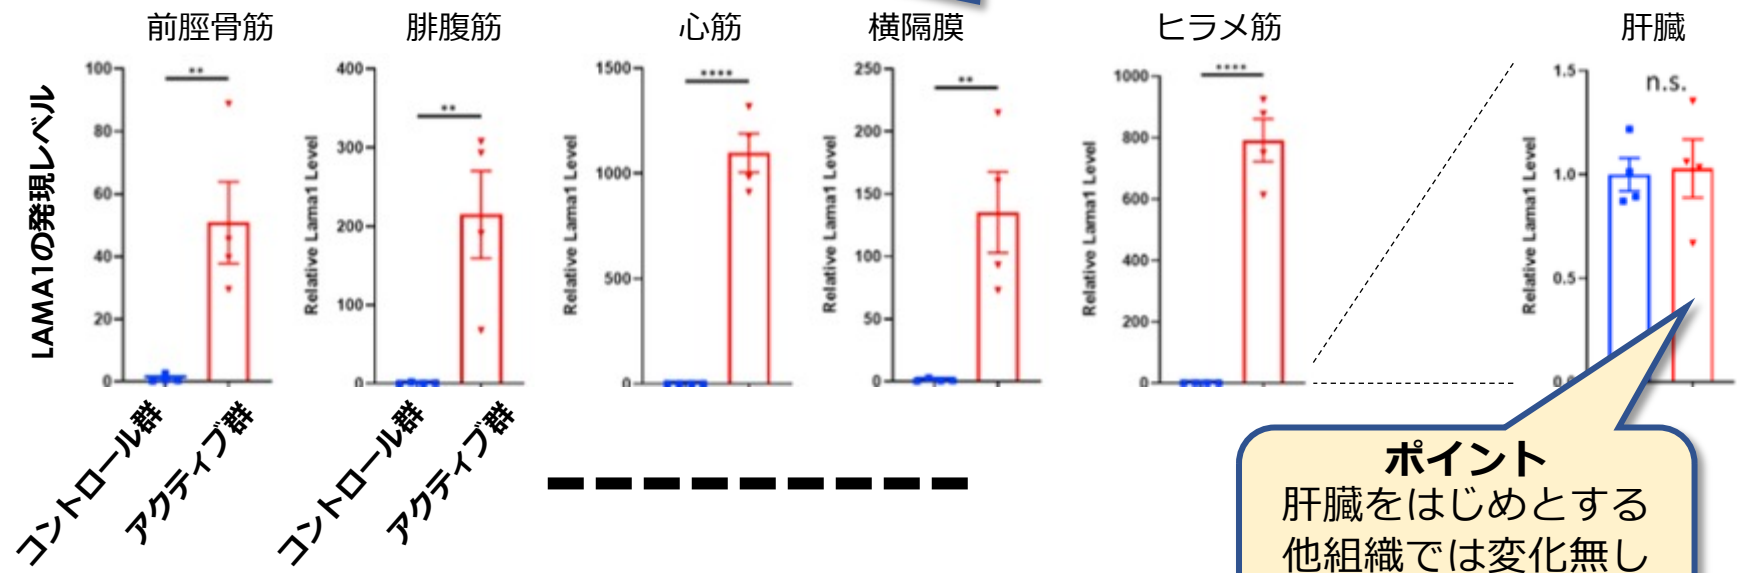 前脛骨筋
腓腹筋
心筋
横隔膜
ヒラメ筋
肝臓
LAMA1の発現レベル
100
80
60
40
20
0
**
Relative Lama1 Level
400
300
200
100
0
**
Relative Lama1 Level
1500
1000
500
0
****
Relative Lama1 Level
250
200
150
100
50
0
**
Relative Lama1 Level
1000
800
600
400
200
0
****
Relative Lama1 Level
1.5
1.0
0.5
n.s.
コントロール群
アクティブ群
コントロール群
アクティブ群
ポイント
肝臓をはじめとする
他組織では変化無し